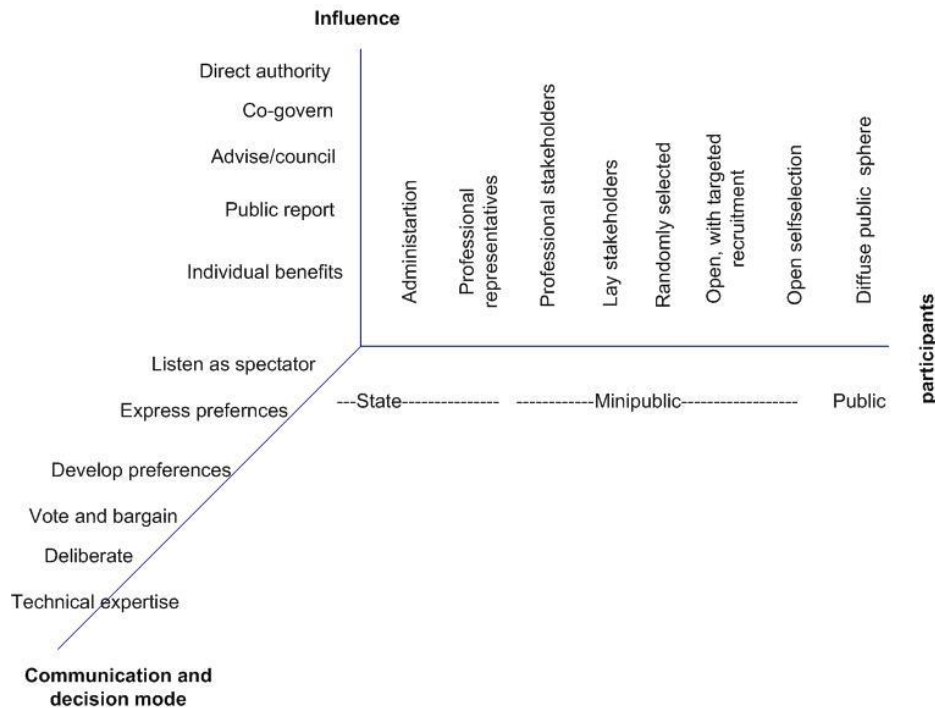 Influence
Direct authority
Co-govern
Advise/council
Public report
Individual benefits
Administartion
Professional
representatives
Professional stakeholders
Lay stakeholders
Randomly selected
Open, with targeted
recruitment
Open selfselection
Diffuse public sphere
participants
Listen as spectator
Express prefernces
Develop preferences
Vote and bargain
Deliberate
Technical expertise
---State----------------
-----------Minipublic-----------------
Public
Communication and
decision mode